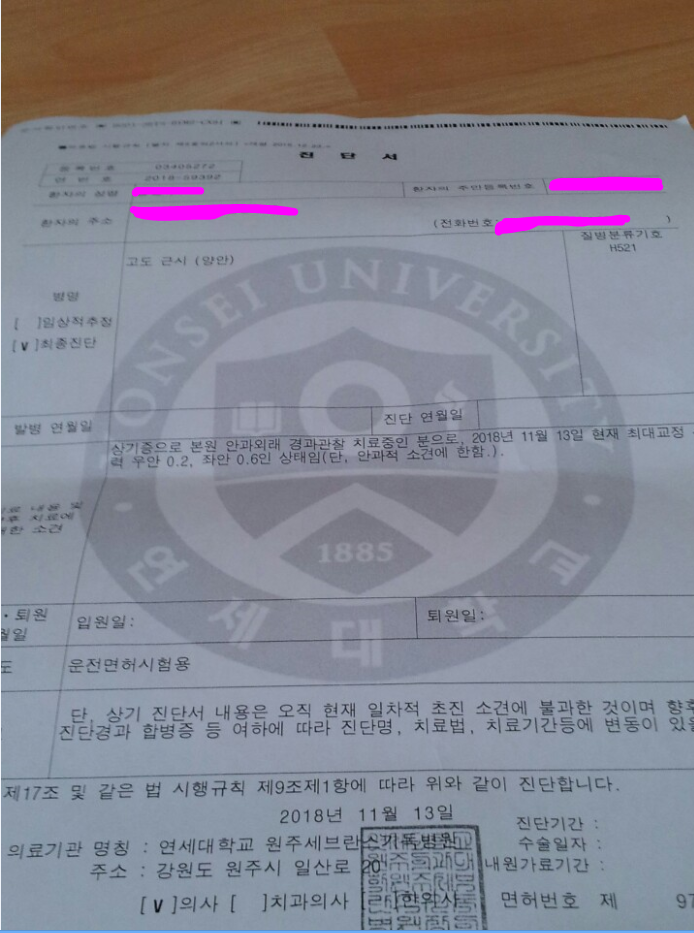 진 단 서
등록번호 03406272
연 번 호 2018-59392
환자의 성명
환자의 주민등록번호
환자의 주소
(전화번호: )
질병분류기호
H521
고도 근시 (양안)
병명
[ ]임상적추정
[∨]최종진단
발병 연월일
진단 연월일
상기증으로 본원 안과외래 경과관찰 치료중인 분으로, 2018년 11월 13일 현재 최대교정
력 우안 0.2, 좌안 0.6인 상태임(단, 안과적 소견에 한함.).
료 내용 및
후 치료에
한 소견
YONSEI UNIVERSITY
1885
연세대학교
·퇴원
월일
입원일:
퇴원일:
도
운전면허시험용
단, 상기 진단서 내용은 오직 현재 일차적 초진 소견에 불과한 것이며 향후
진단경과 합병증 등 여하에 따라 진단명, 치료법, 치료기간등에 변동이 있을
제17조 및 같은 법 시행규칙 제9조제1항에 따라 위와 같이 진단합니다.
2018년 11월 13일
진단기간 :
의료기관 명칭 : 연세대학교 원주세브란스기독병원
수술일자 :
주소 : 강원도 원주시 일산로 20
내원가료기간 :
[∨]의사 [ ]치과의사 [ ]한의사
면허번호 제 97